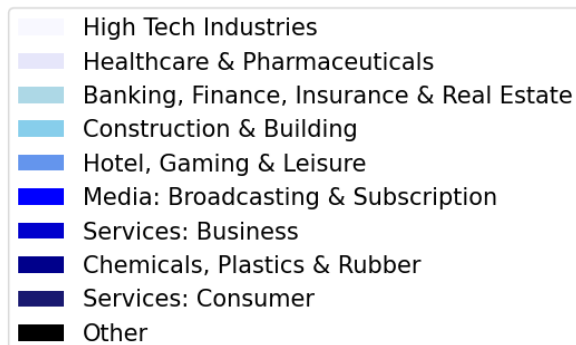 High Tech Industries
Healthcare & Pharmaceuticals
Banking, Finance, Insurance & Real Estate
Construction & Building
Hotel, Gaming & Leisure
Media: Broadcasting & Subscription
Services: Business
Chemicals, Plastics & Rubber
Services: Consumer
Other